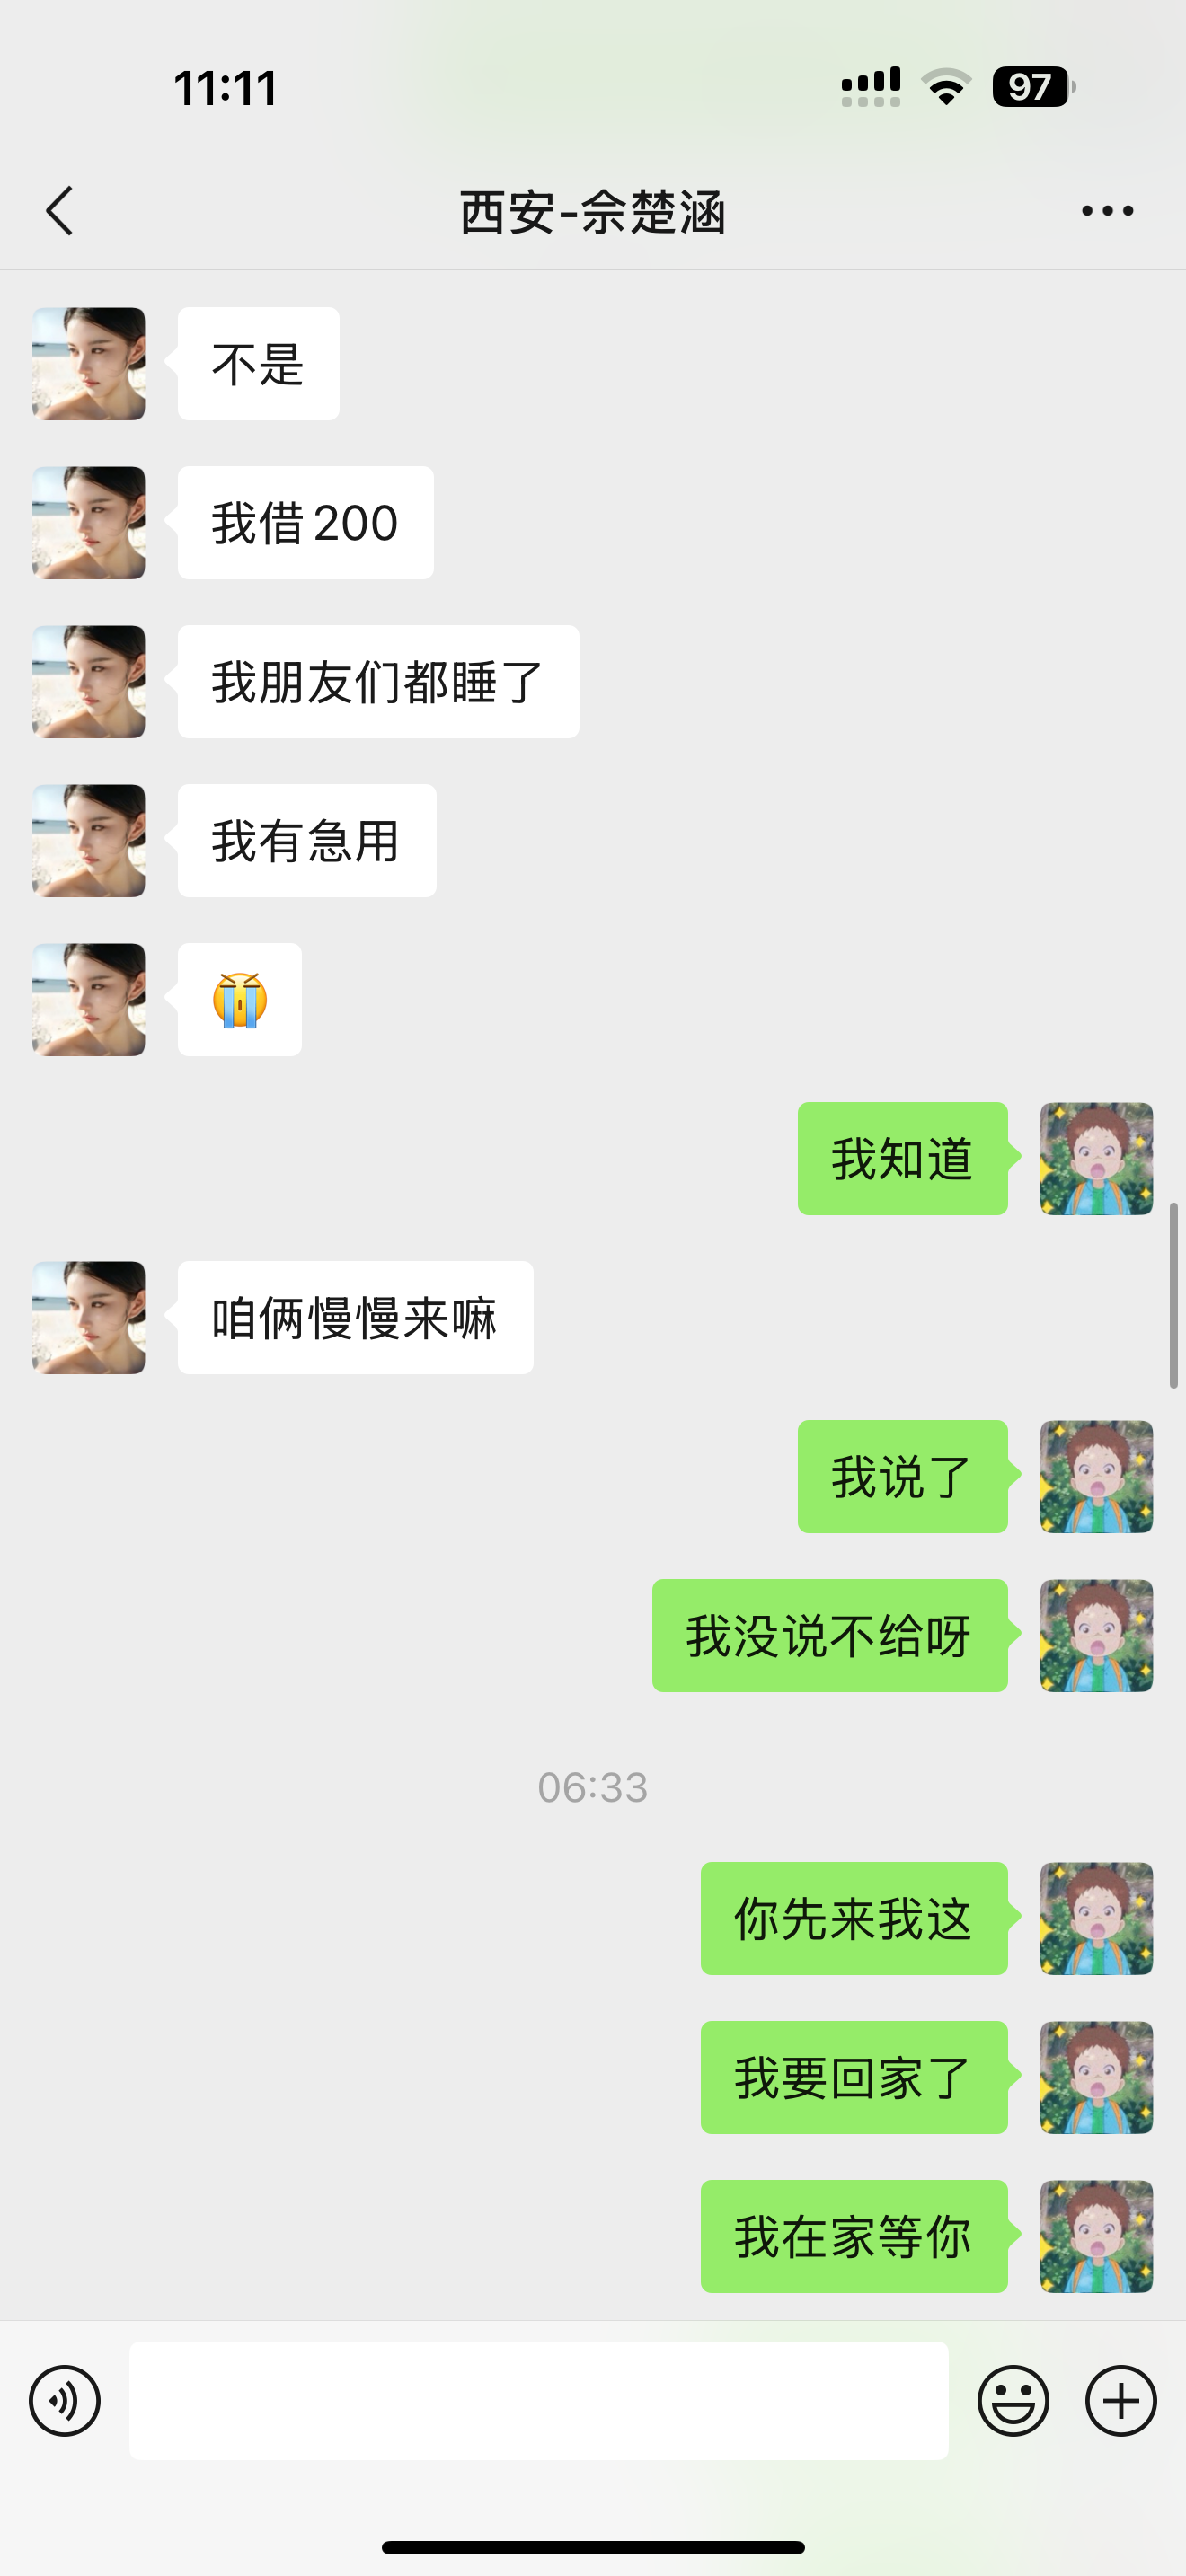 11:11
97
西安-佘楚涵
不是
我借200
我朋友们都睡了
我有急用
我知道
咱俩慢慢来嘛
我说了
我没说不给呀
06:33
你先来我这
我要回家了
我在家等你